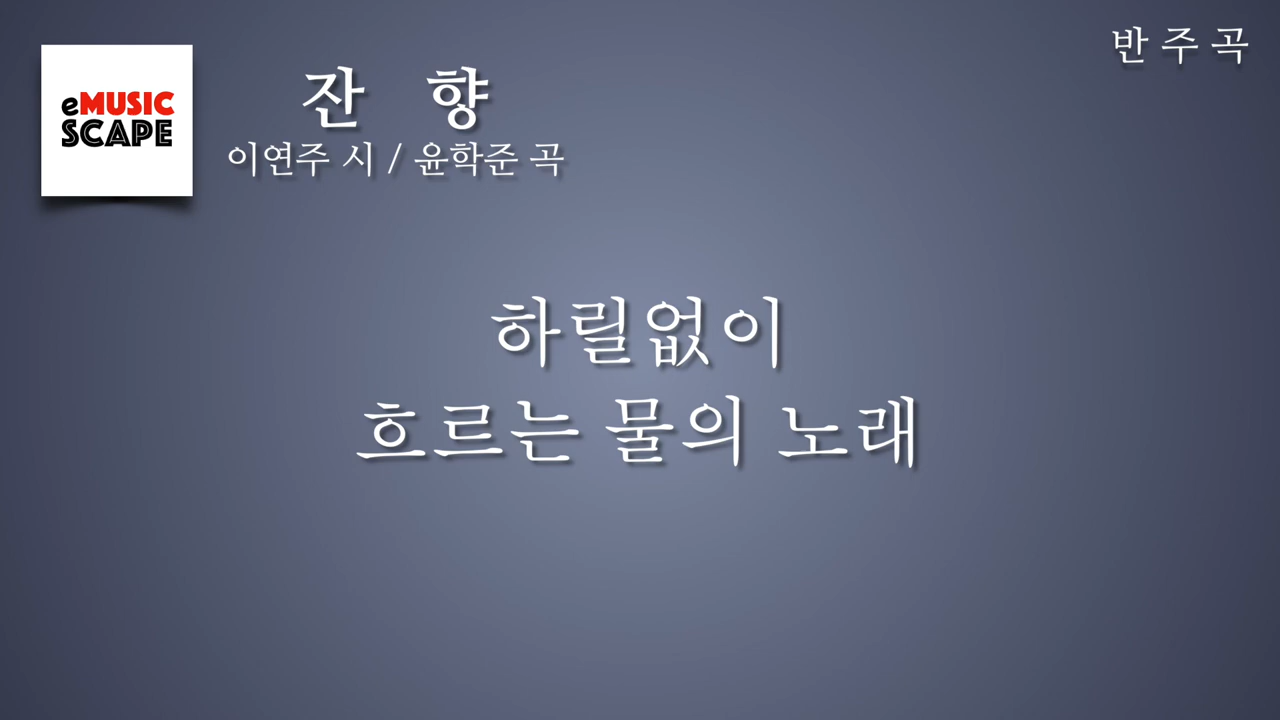 반 주 곡
eMUSIC
SCAPE
잔 향
이연주 시 / 윤학준 곡
하릴없이
흐르는 물의 노래